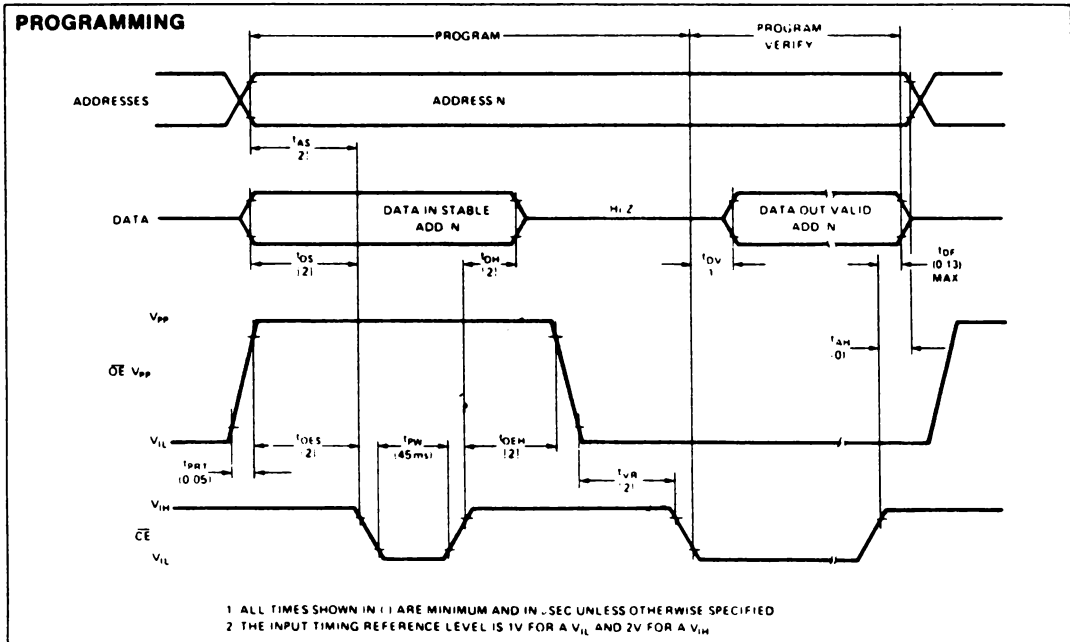 PROGRAMMING
PROGRAM
PROGRAM
VERIFY
ADDRESSES
ADDRESS N
tAS
2)
DATA
DATA IN STABLE
ADD N
Hi Z
DATA OUT VALID
ADD N
tDS
(2)
tDH
(2)
tDV
1
tDF
(0.13)
MAX
VPP
tAH
(0)
OE VPP
VIL
tOES
(2)
tPW
(45ms)
tOEH
(2)
tPRT
(0.05)
tVR
(2)
VIH
CE
VIL
1 ALL TIMES SHOWN IN ( ) ARE MINIMUM AND IN SEC UNLESS OTHERWISE SPECIFIED
2 THE INPUT TIMING REFERENCE LEVEL IS 1V FOR A VIL AND 2V FOR A VIH